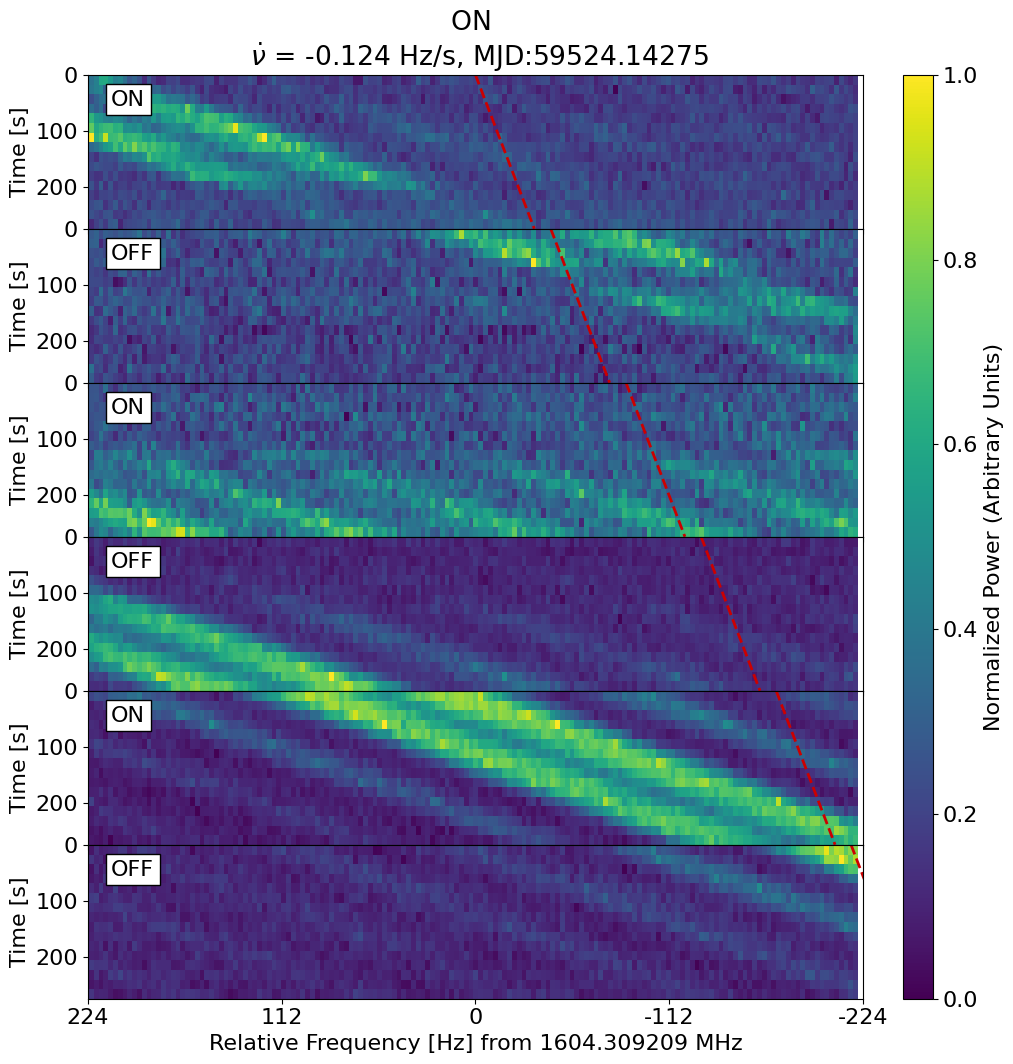 ON
ν̇ = -0.124 Hz/s, MJD:59524.14275
0
ON
100
Time [s]
200
0
OFF
100
Time [s]
200
0
ON
100
Time [s]
200
0
OFF
100
Time [s]
200
0
ON
100
Time [s]
200
0
OFF
100
Time [s]
200
224 112 0 -112 -224
Relative Frequency [Hz] from 1604.309209 MHz
1.0
0.8
0.6
0.4
0.2
0.0
Normalized Power (Arbitrary Units)